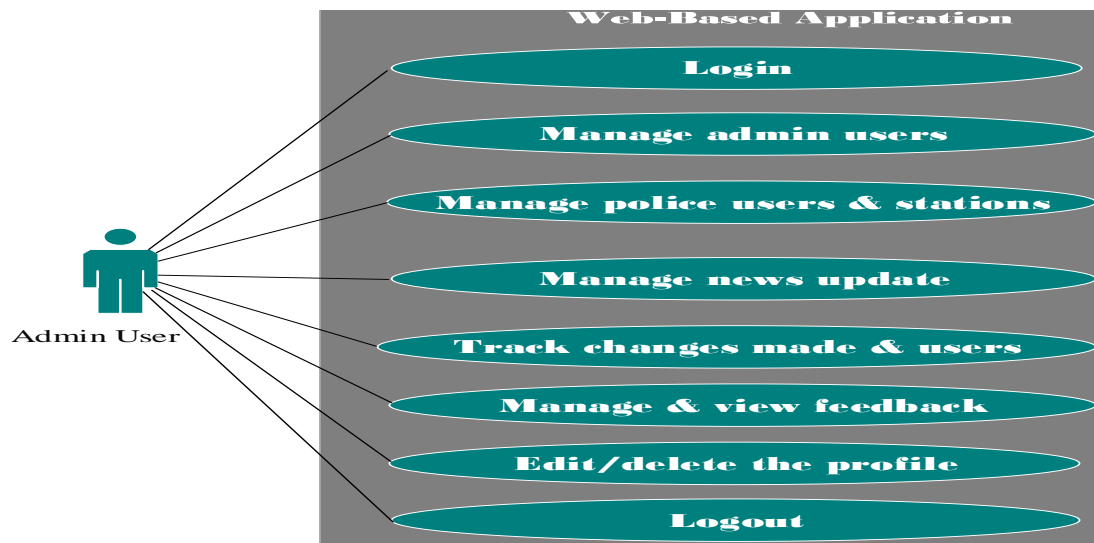 Web-Based Application
Login
Manage admin users
Manage police users & stations
Manage news update
Admin User
Track changes made & users
Manage & view feedback
Edit/delete the profile
Logout